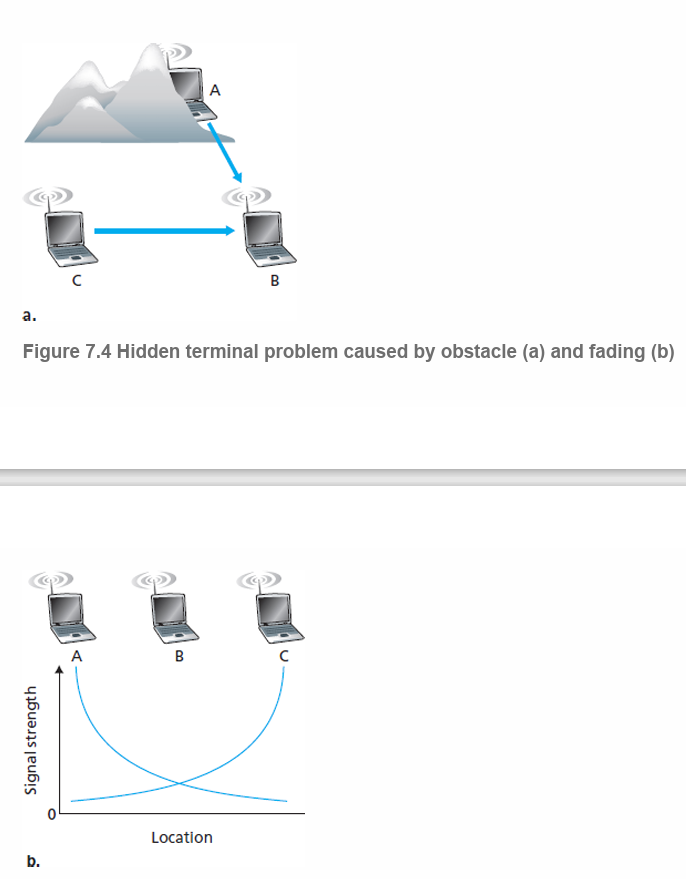 A
C
B
a.
Figure 7.4 Hidden terminal problem caused by obstacle (a) and fading (b)
A
B
C
Signal strength
0
Location
b.